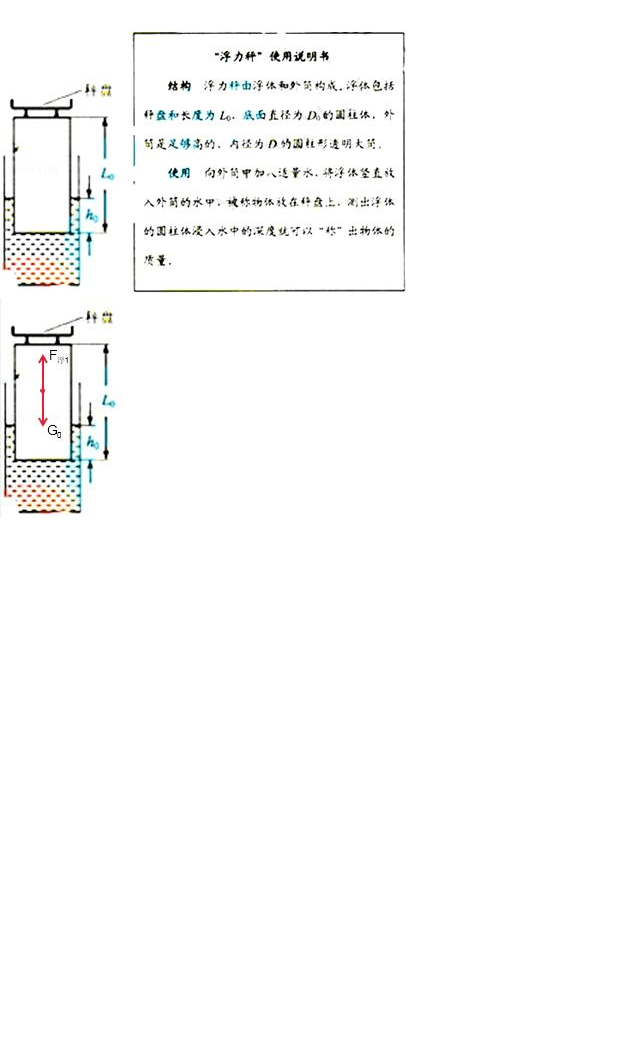 秤盘
L₀
h₀
“浮力秤”使用说明书
结构 浮力秤由浮体和外筒构成．浮体包括
秤盘和长度为 L₀，底面直径为 D₀的圆柱体，外
筒是足够高的，内径为 D 的圆柱形透明大筒．
使用 向外筒中加入适量水，将浮体竖直放
入外筒的水中，被称物体放在秤盘上，测出浮体
的圆柱体浸入水中的深度就可以“称”出物体的
质量．
秤盘
F浮1
L₀
G₀
h₀